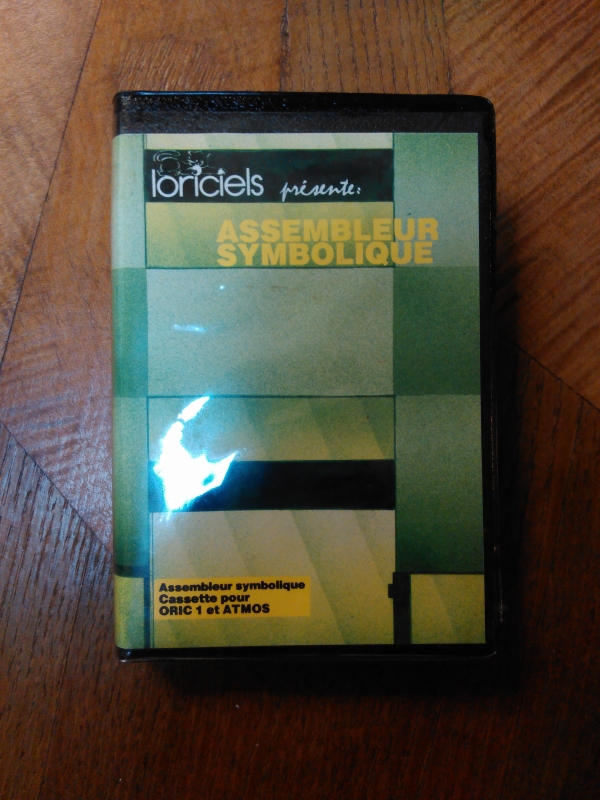 loriciels présente:
ASSEMBLEUR
SYMBOLIQUE
Assembleur symbolique
Cassette pour
ORIC 1 et ATMOS